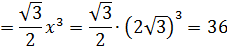 = √3/2 x³ = √3/2 · (2√3)³ = 36